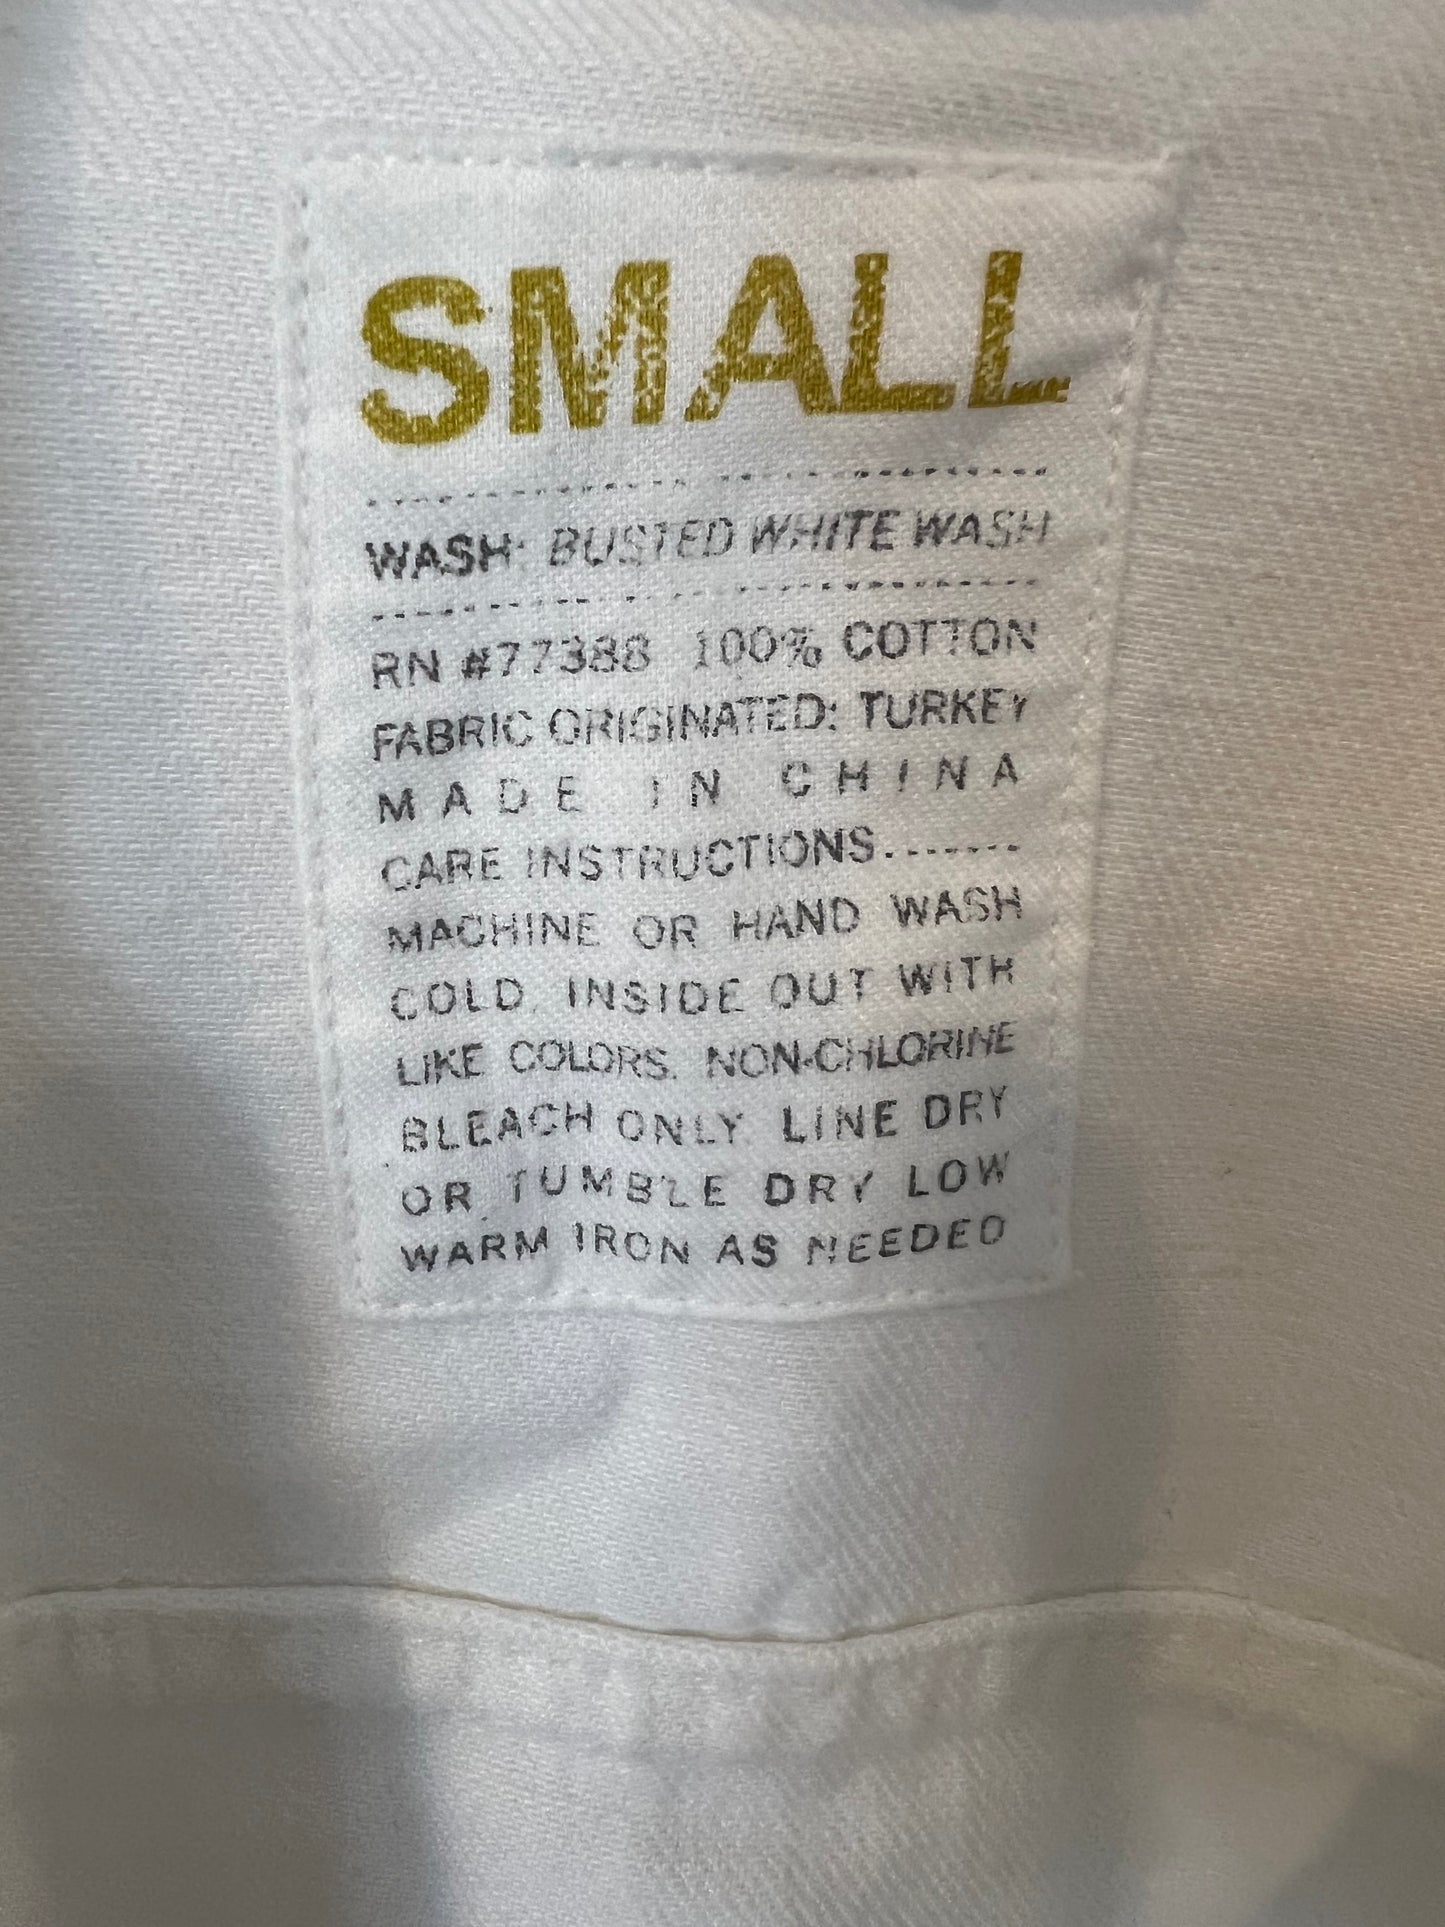 SMALL
WASH: BUSTED WHITE WASH
RN #77388 100% COTTON
FABRIC ORIGINATED: TURKEY
MADE IN CHINA
CARE INSTRUCTIONS.......
MACHINE OR HAND WASH
COLD. INSIDE OUT WITH
LIKE COLORS. NON-CHLORINE
BLEACH ONLY. LINE DRY
OR TUMBLE DRY LOW
WARM IRON AS NEEDED